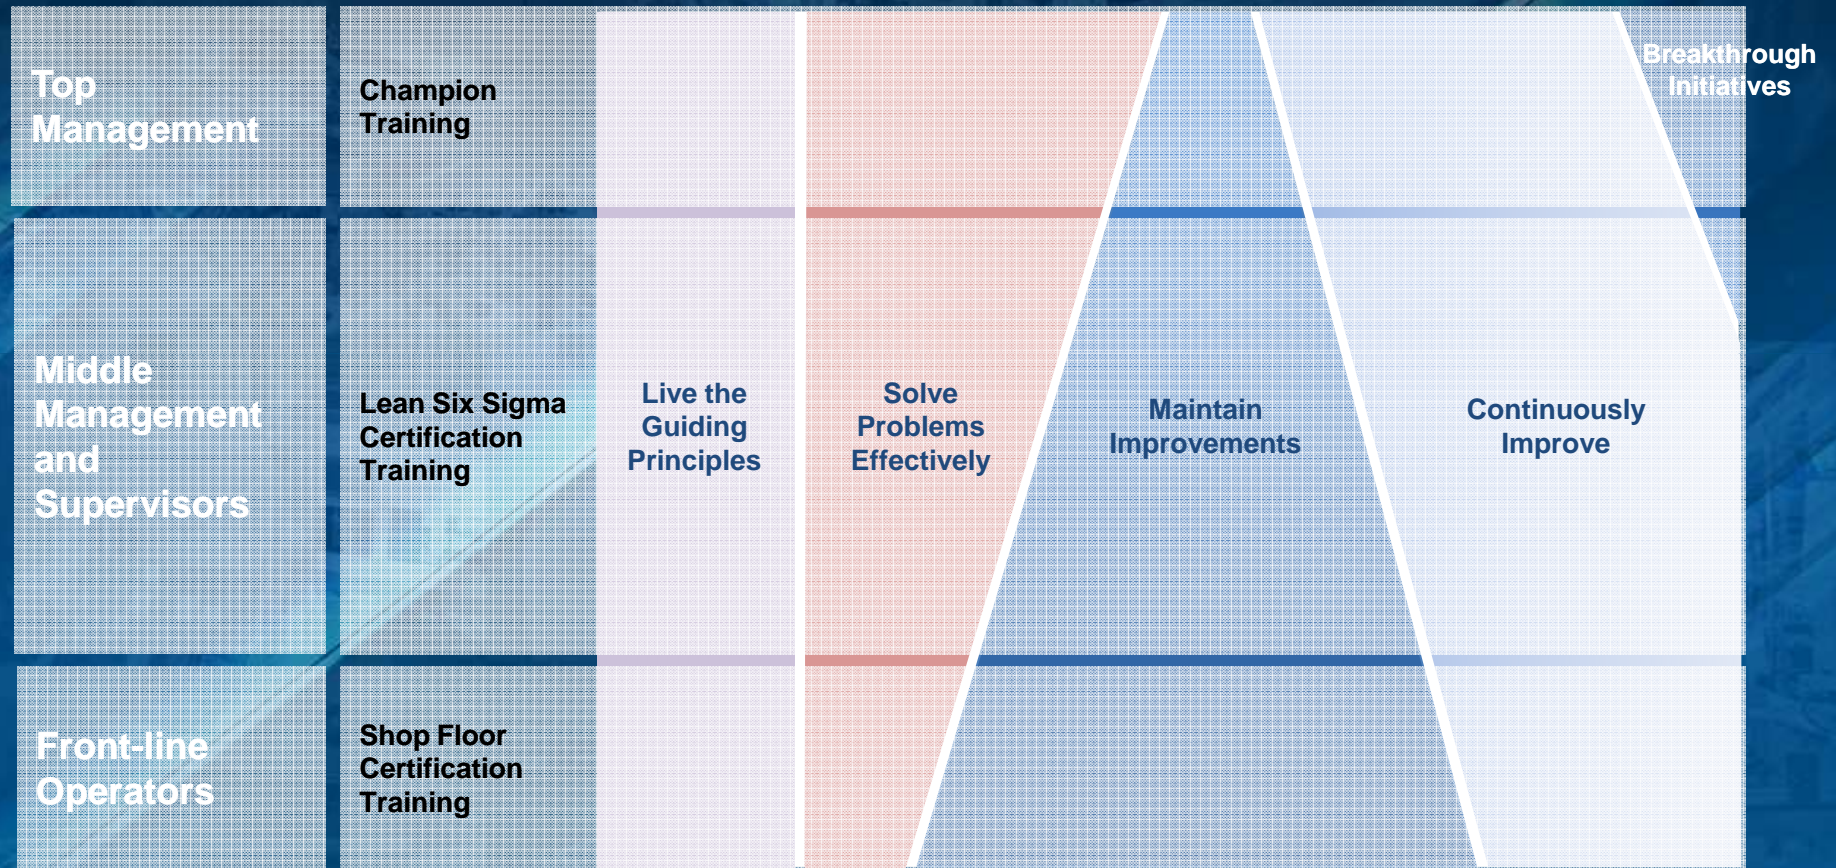 Top
Management
Champion
Training
Breakthrough
Initiatives
Middle
Management
and
Supervisors
Lean Six Sigma
Certification
Training
Live the
Guiding
Principles
Solve
Problems
Effectively
Maintain
Improvements
Continuously
Improve
Front-line
Operators
Shop Floor
Certification
Training